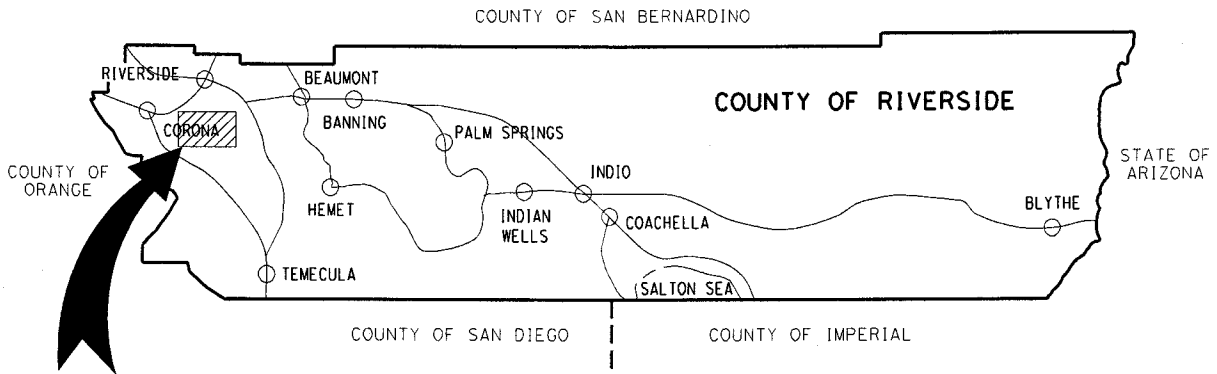 COUNTY OF SAN BERNARDINO
RIVERSIDE
BEAUMONT
COUNTY OF RIVERSIDE
CORONA
BANNING
PALM SPRINGS
COUNTY OF
ORANGE
STATE OF
ARIZONA
INDIO
HEMET
INDIAN
WELLS
COACHELLA
BLYTHE
TEMECULA
SALTON SEA
COUNTY OF SAN DIEGO
COUNTY OF IMPERIAL